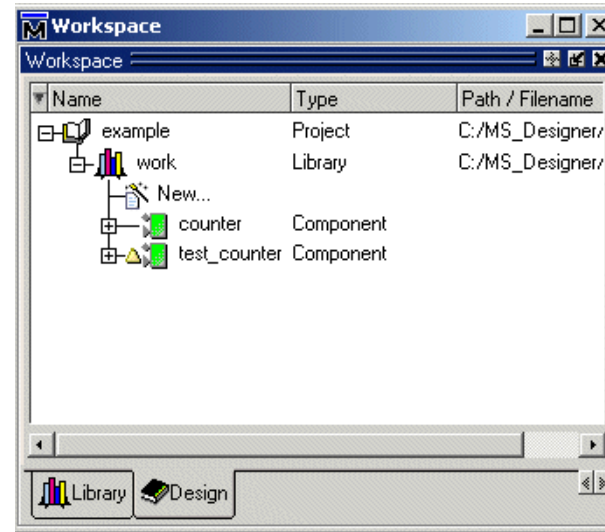 Workspace
Workspace
Name Type Path / Filename
example Project C:/MS_Designer/
work Library C:/MS_Designer/
New...
counter Component
test_counter Component
Library Design